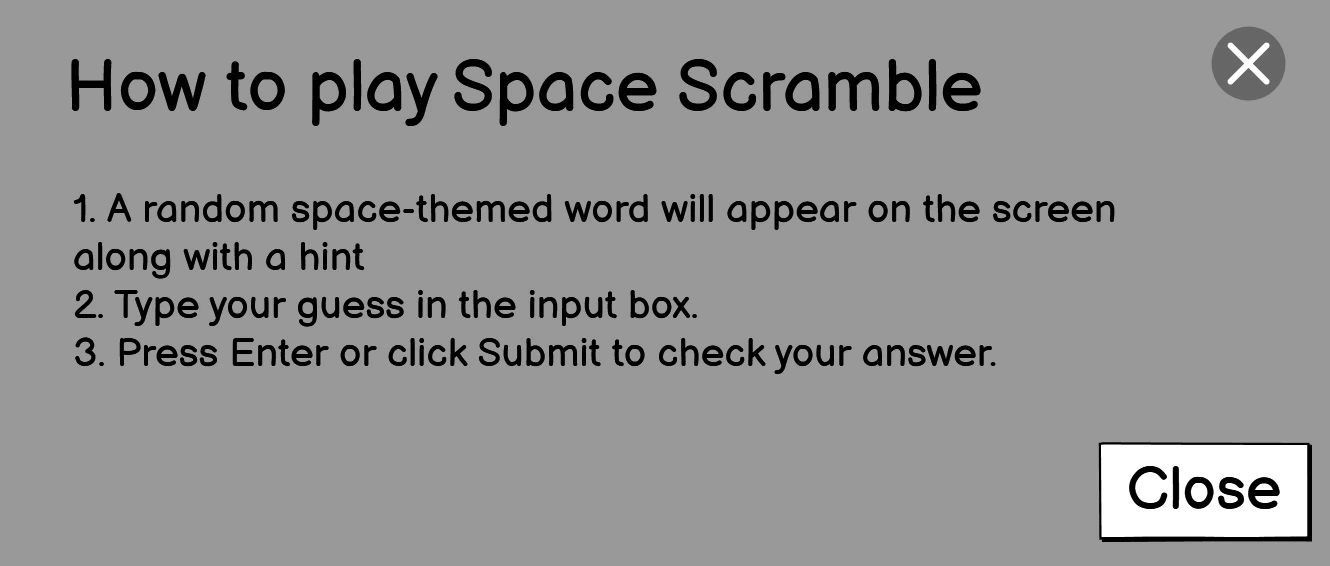 How to play Space Scramble
1. A random space-themed word will appear on the screen
along with a hint
2. Type your guess in the input box.
3. Press Enter or click Submit to check your answer.
Close